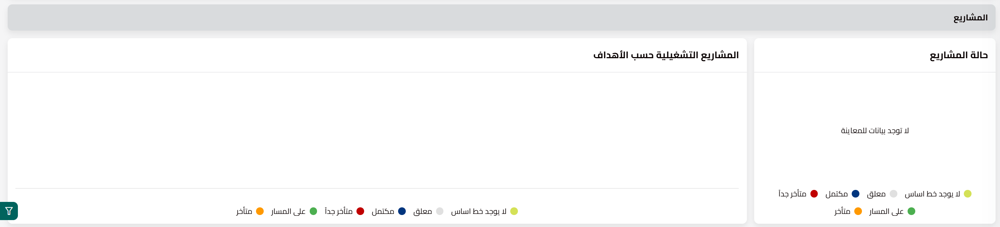 المشاريع
حالة المشاريع
لا توجد بيانات للمعاينة
لا يوجد خط اساس معلق مكتمل متأخر جداً
على المسار متأخر
المشاريع التشغيلية حسب الأهداف
لا يوجد خط اساس معلق مكتمل متأخر جداً على المسار متأخر